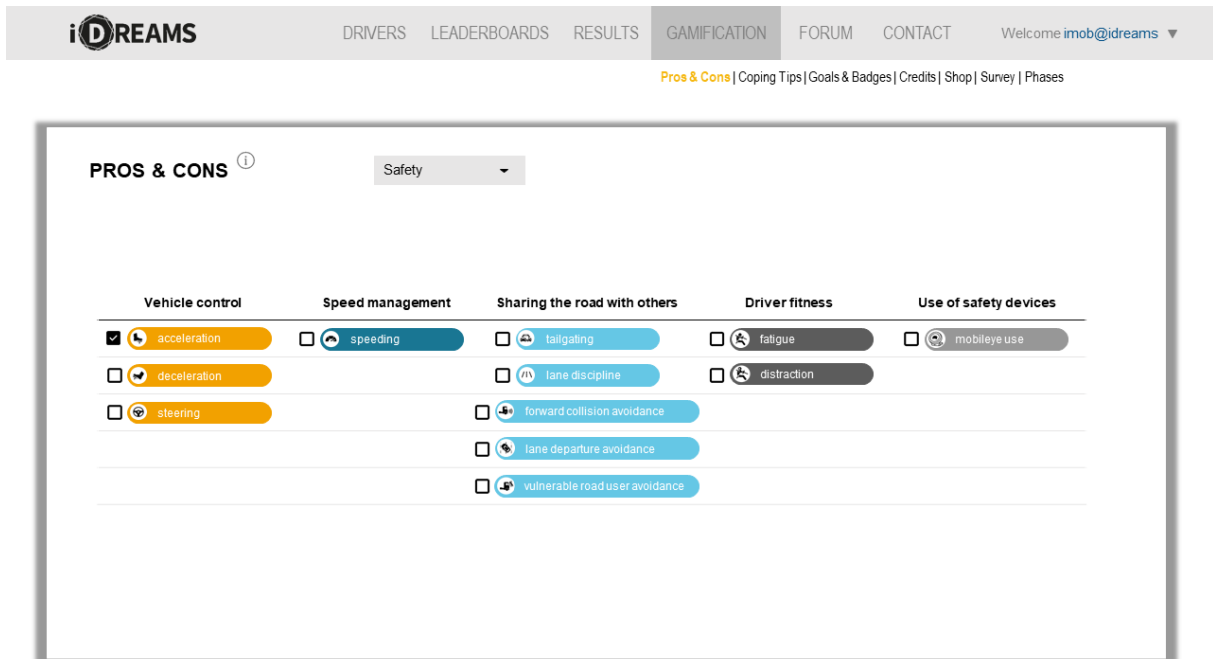 iDREAMS DRIVERS LEADERBOARDS RESULTS GAMIFICATION FORUM CONTACT Welcome imob@idreams ▼
Pros & Cons | Coping Tips | Goals & Badges | Credits | Shop | Survey | Phases
PROS & CONS i Safety
Vehicle control Speed management Sharing the road with others Driver fitness Use of safety devices
acceleration speeding tailgating fatigue mobileye use
deceleration lane discipline distraction
steering forward collision avoidance
lane departure avoidance
vulnerable road user avoidance